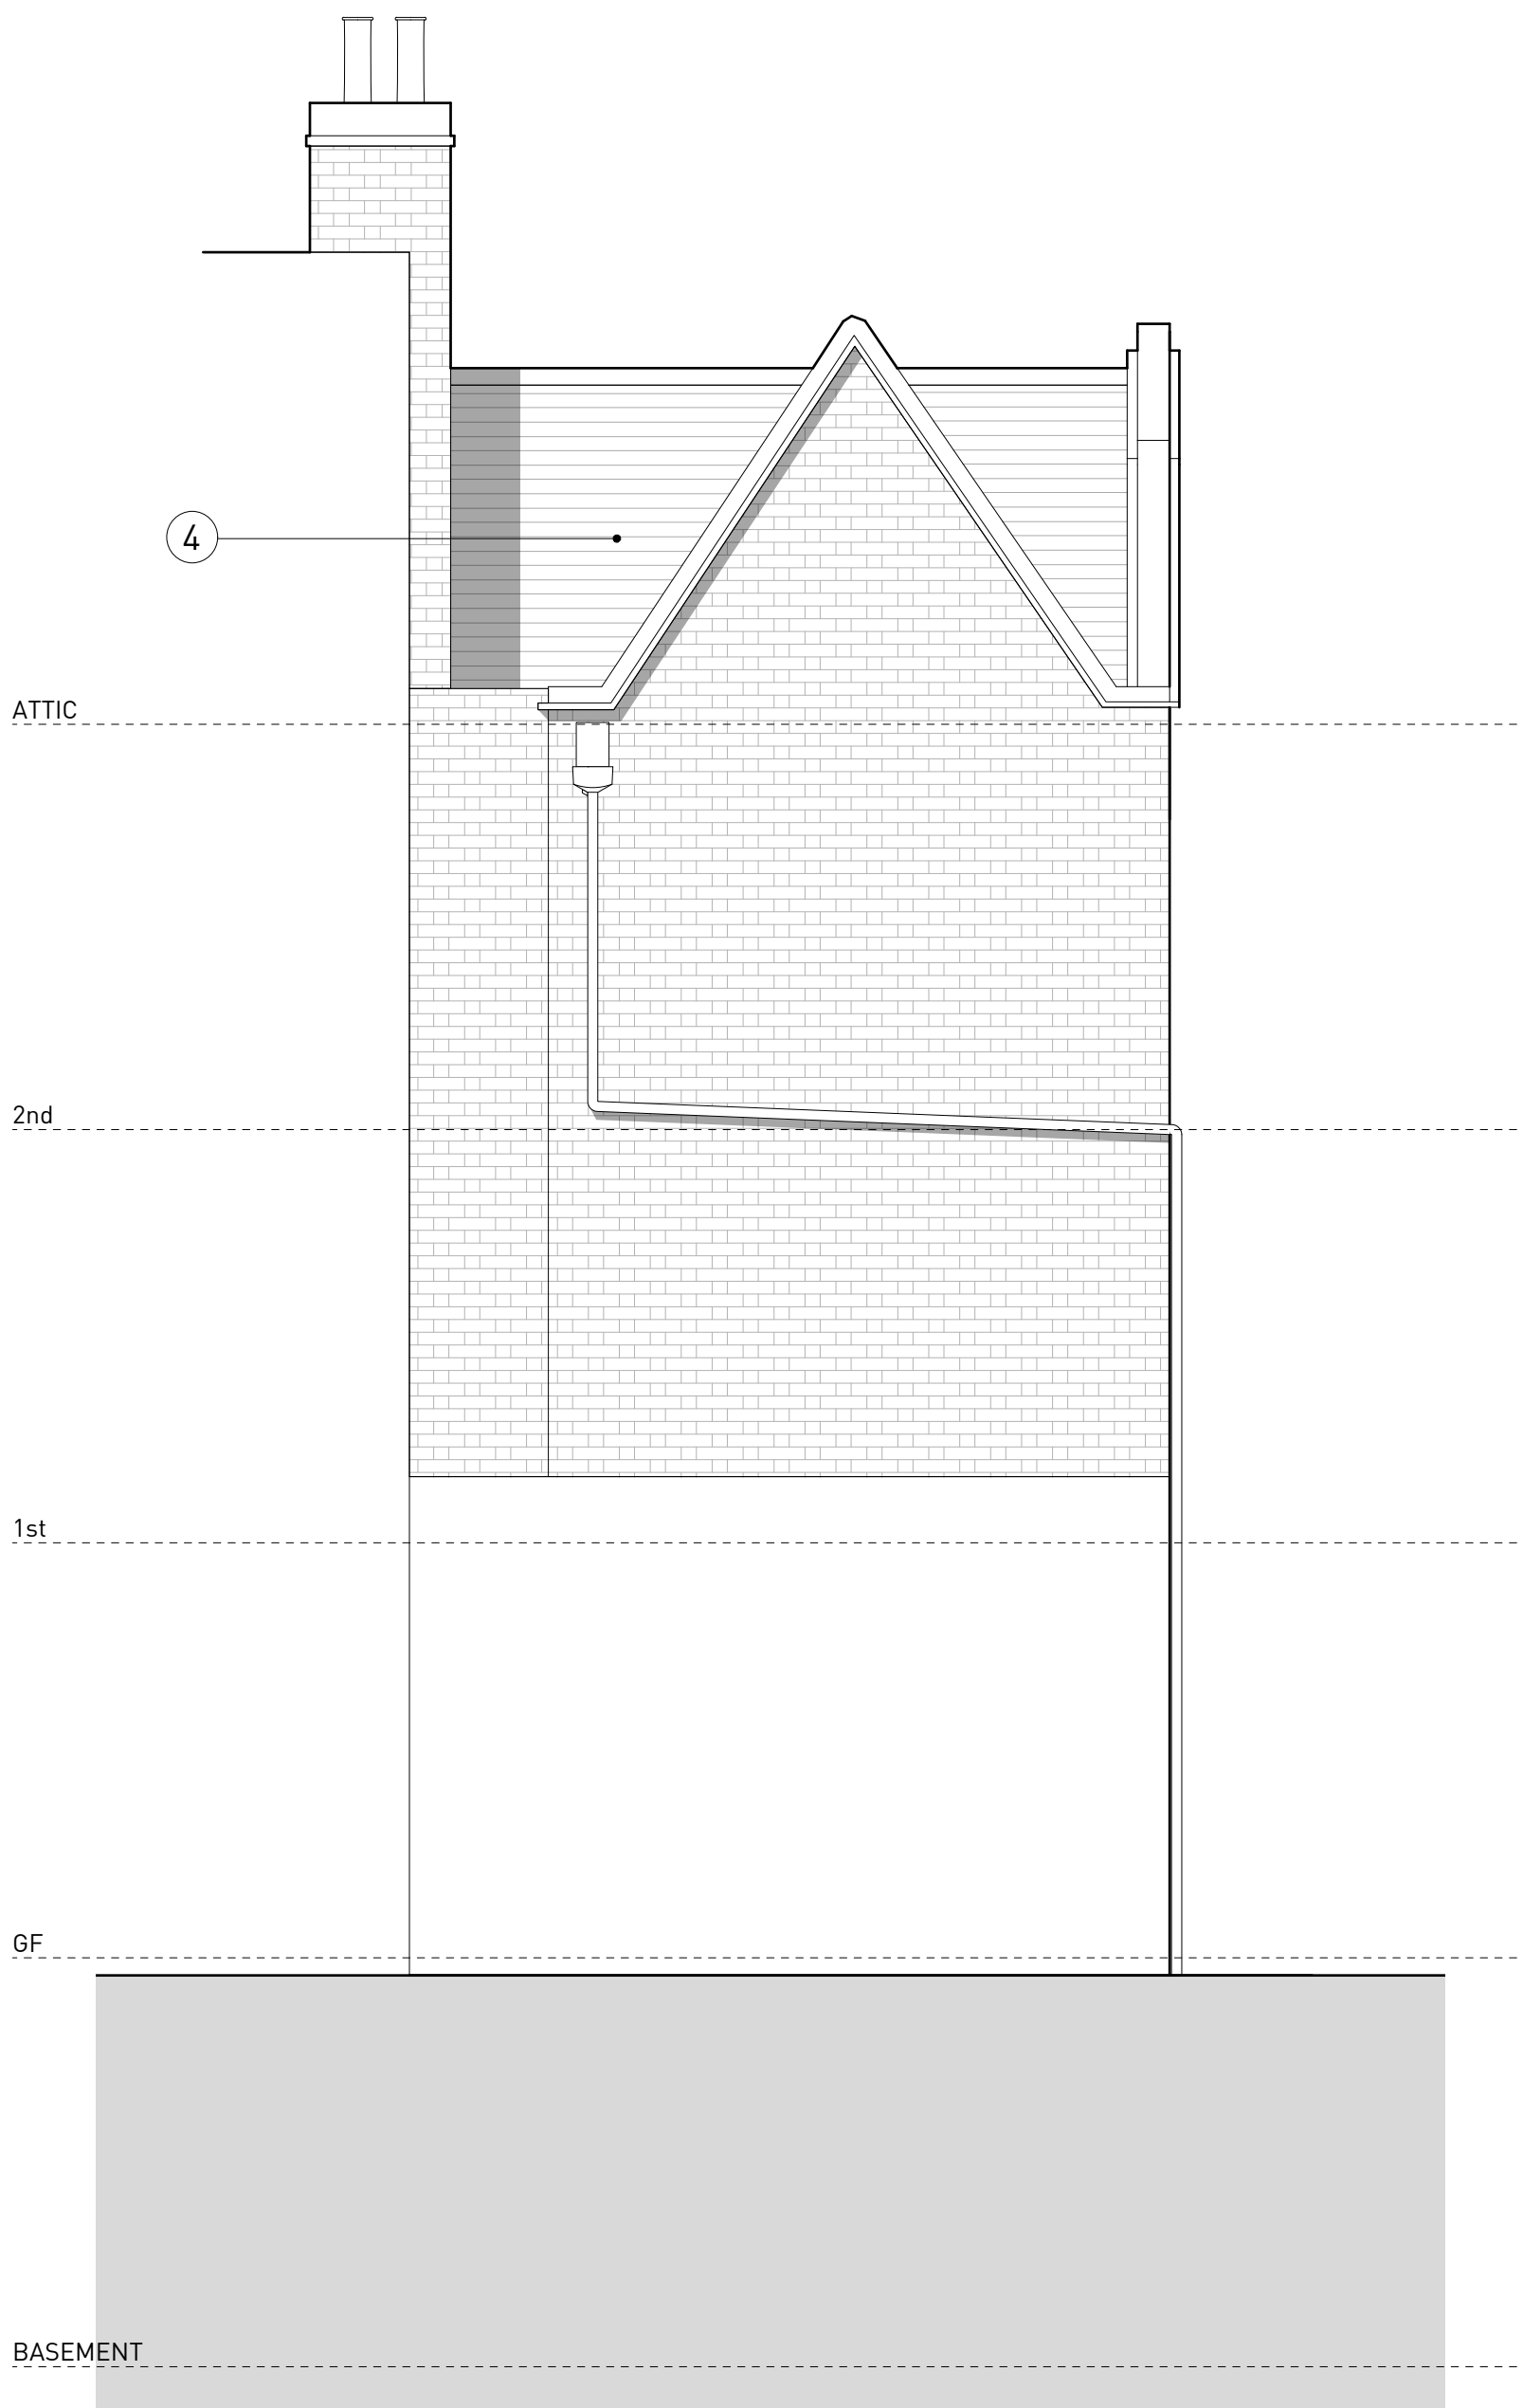 4
ATTIC
2nd
1st
GF
BASEMENT